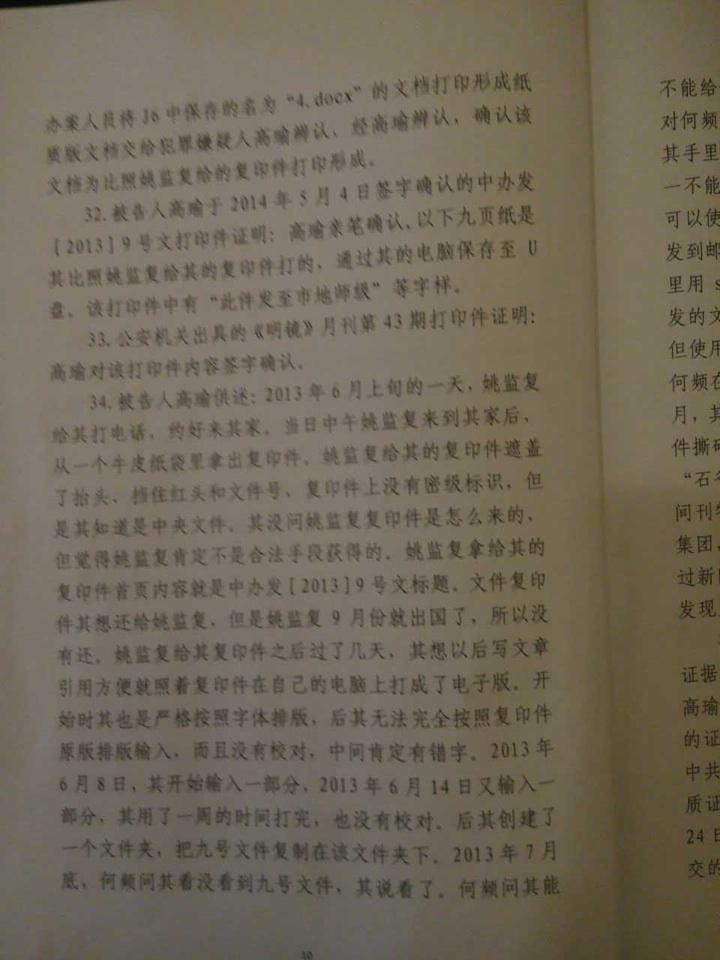 办案人员将J6中保存的名为“4.docx”的文档打印形成纸
质版文档交给犯罪嫌疑人高瑜辨认，经高瑜辨认，确认该
文档为比照姚监复给的复印件打印形成。
32.被告人高瑜于2014年5月4日签字确认的中办发
[2013]9号文打印件证明：高瑜亲笔确认，以下九页纸是
其比照姚监复给其的复印件打的，通过其的电脑保存至U
盘。该打印件中有“此件发至市地师级”等字样。
33.公安机关出具的《明镜》月刊第43期打印件证明：
高瑜对该打印件内容签字确认。
34.被告人高瑜供述：2013年6月上旬的一天，姚监复
给其打电话，约好来其家。当日中午姚监复来到其家后，
从一个牛皮纸袋里拿出复印件。姚监复给其的复印件遮盖
了抬头、挡住红头和文件号，复印件上没有密级标识，但
是其知道是中央文件。其没问姚监复复印件是怎么来的，
但觉得姚监复肯定不是合法手段获得的。姚监复拿给其的
复印件首页内容就是中办发[2013]9号文标题。文件复印
件其想还给姚监复，但是姚监复9月份就出国了，所以没
有还。姚监复给其复印件之后过了几天，其想以后写文章
引用方便就照着复印件在自己的电脑上打成了电子版。开
始时其也是严格按照字体排版，后其无法完全按照复印件
原版排版输入，而且没有校对，中间肯定有错字。2013年
6月8日，其开始输入一部分，2013年6月14日又输入一
部分，其用了一周的时间打完，也没有校对。后其创建了
一个文件夹，把九号文件复制在该文件夹下。2013年7月
底，何频问其看没看到九号文件，其说看了。何频问其能
不能给
对何频
其手里
一不能
可以使
发到邮
里用s
发的文
但使用
何频在
月，其
件撕碎
“石
间刊
集团，
过新
发现
证据
高瑜
的证
中共
质证
24日
交的